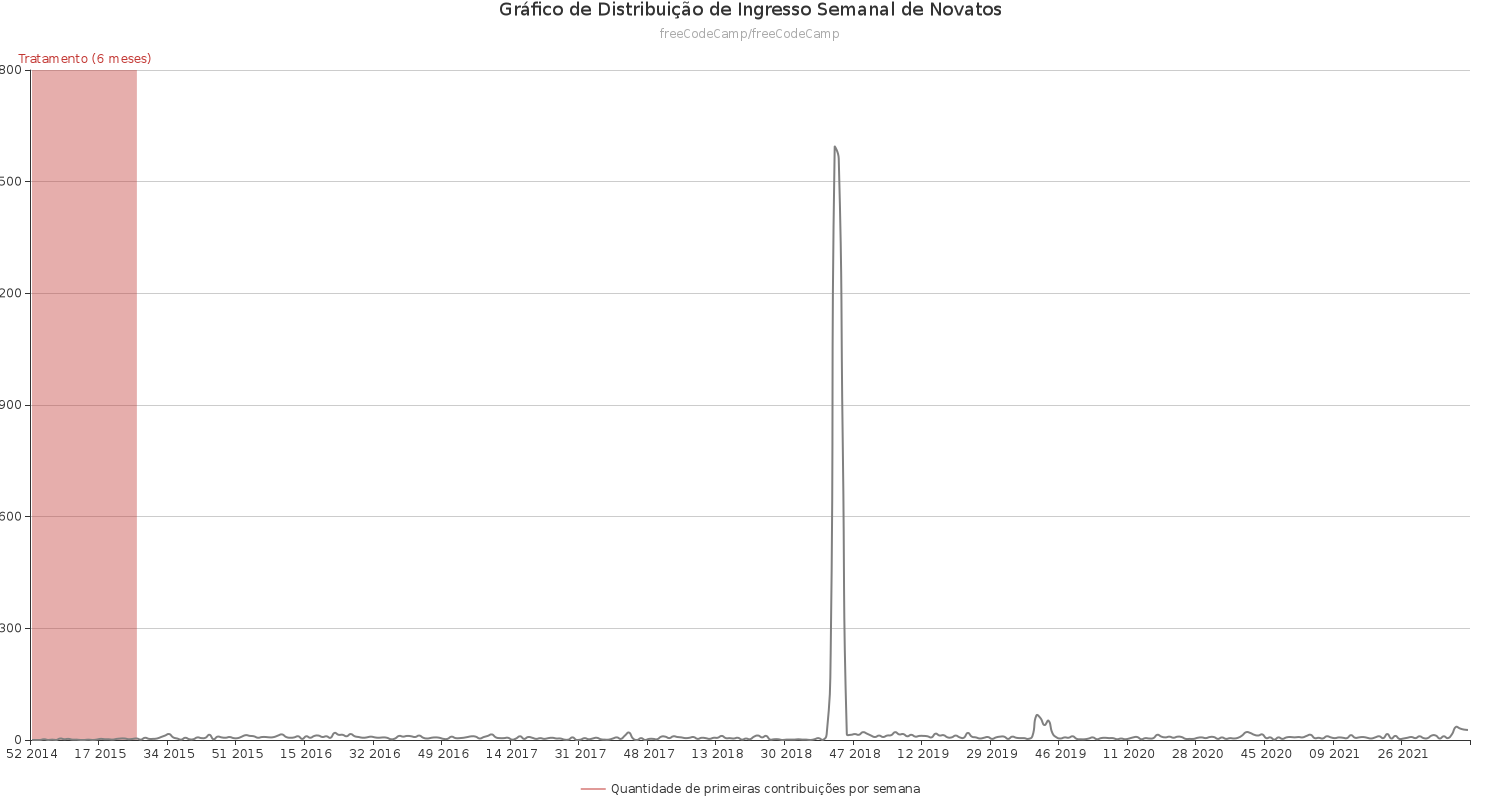 Gráfico de Distribuição de Ingresso Semanal de Novatos
freeCodeCamp/freeCodeCamp
Tratamento (6 meses)
800
500
200
900
600
300
0
52 2014 17 2015 34 2015 51 2015 15 2016 32 2016 49 2016 14 2017 31 2017 48 2017 13 2018 30 2018 47 2018 12 2019 29 2019 46 2019 11 2020 28 2020 45 2020 09 2021 26 2021
Quantidade de primeiras contribuições por semana